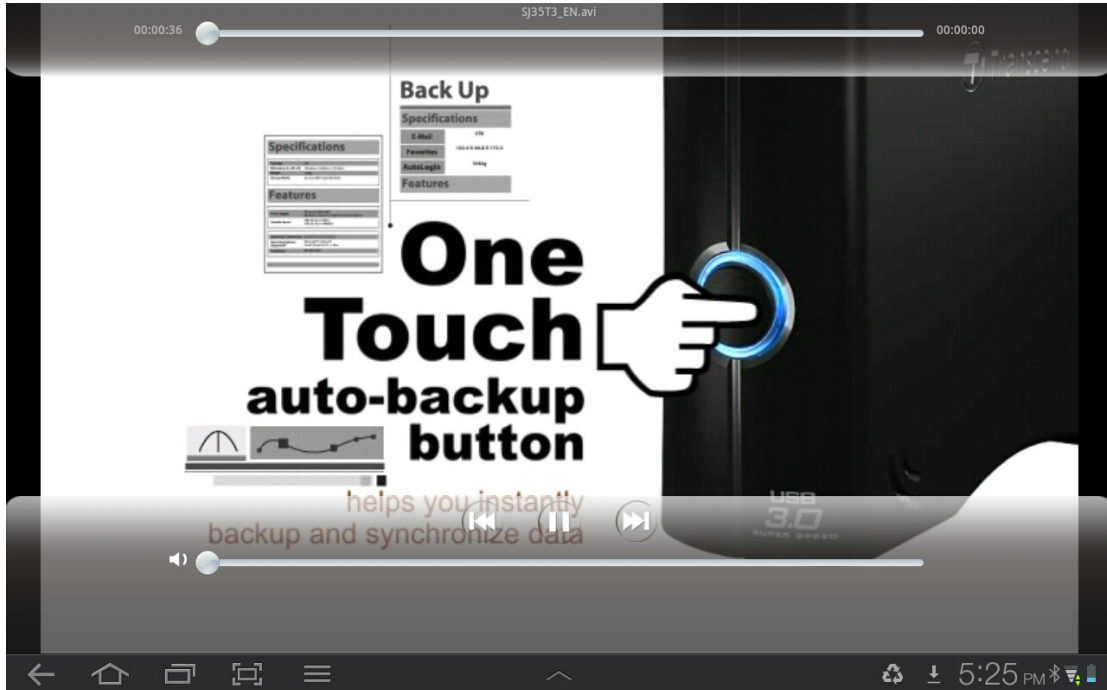 SJ35T3_EN.avi
00:00:36
00:00:00
Transcend
Back Up
Specifications
E-Mail
Favorites
AutoLogin
Features
Specifications
Features
One
Touch
auto-backup
button
helps you instantly
backup and synchronize data
USB
3.0
SUPER SPEED
5:25 PM